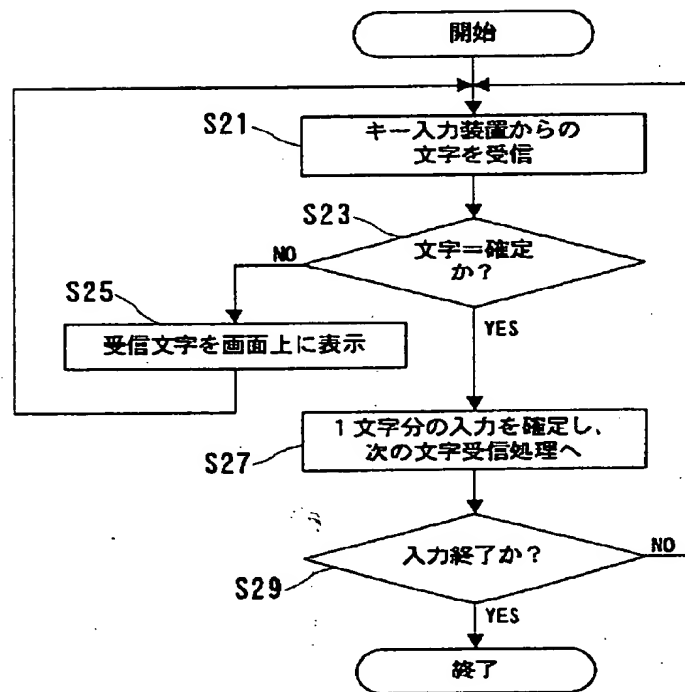 開始
S21
キー入力装置からの
文字を受信
S23
文字=確定
か?
NO
YES
S25
受信文字を画面上に表示
1文字分の入力を確定し、
次の文字受信処理へ
S27
入力終了か?
NO
S29
YES
終了